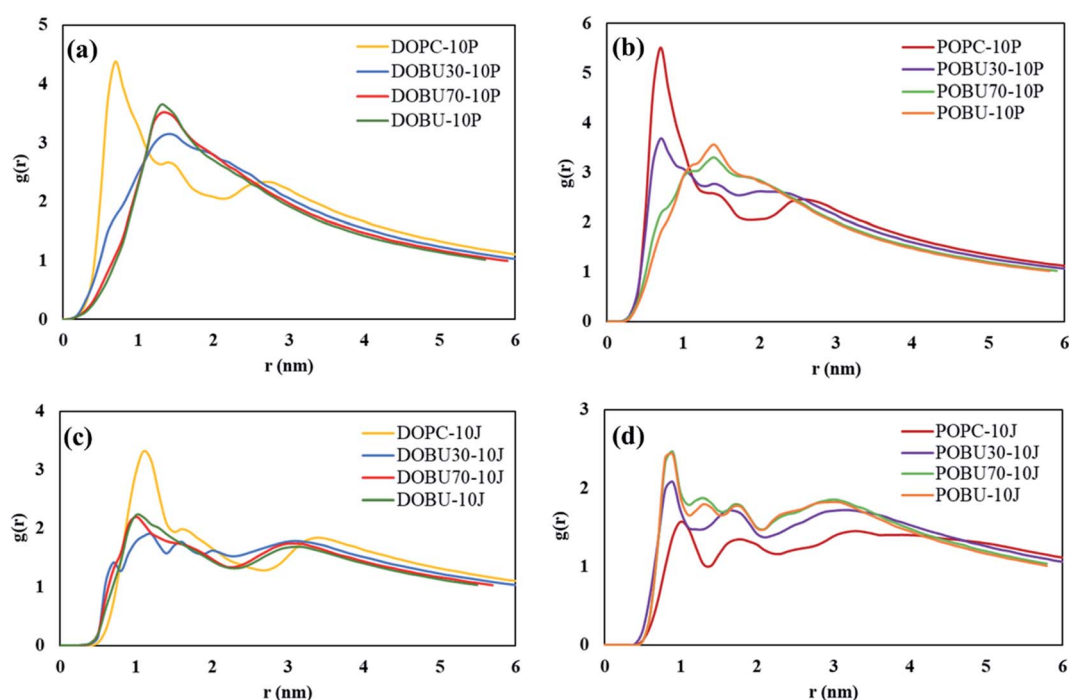 (a)
g(r)
5
4
3
2
1
0
0 1 2 3 4 5 6
r (nm)
DOPC-10P
DOBU30-10P
DOBU70-10P
DOBU-10P
(b)
g(r)
6
5
4
3
2
1
0
0 1 2 3 4 5 6
r (nm)
POPC-10P
POBU30-10P
POBU70-10P
POBU-10P
(c)
g(r)
4
3
2
1
0
0 1 2 3 4 5 6
r (nm)
DOPC-10J
DOBU30-10J
DOBU70-10J
DOBU-10J
(d)
g(r)
3
2
1
0
0 1 2 3 4 5 6
r (nm)
POPC-10J
POBU30-10J
POBU70-10J
POBU-10J